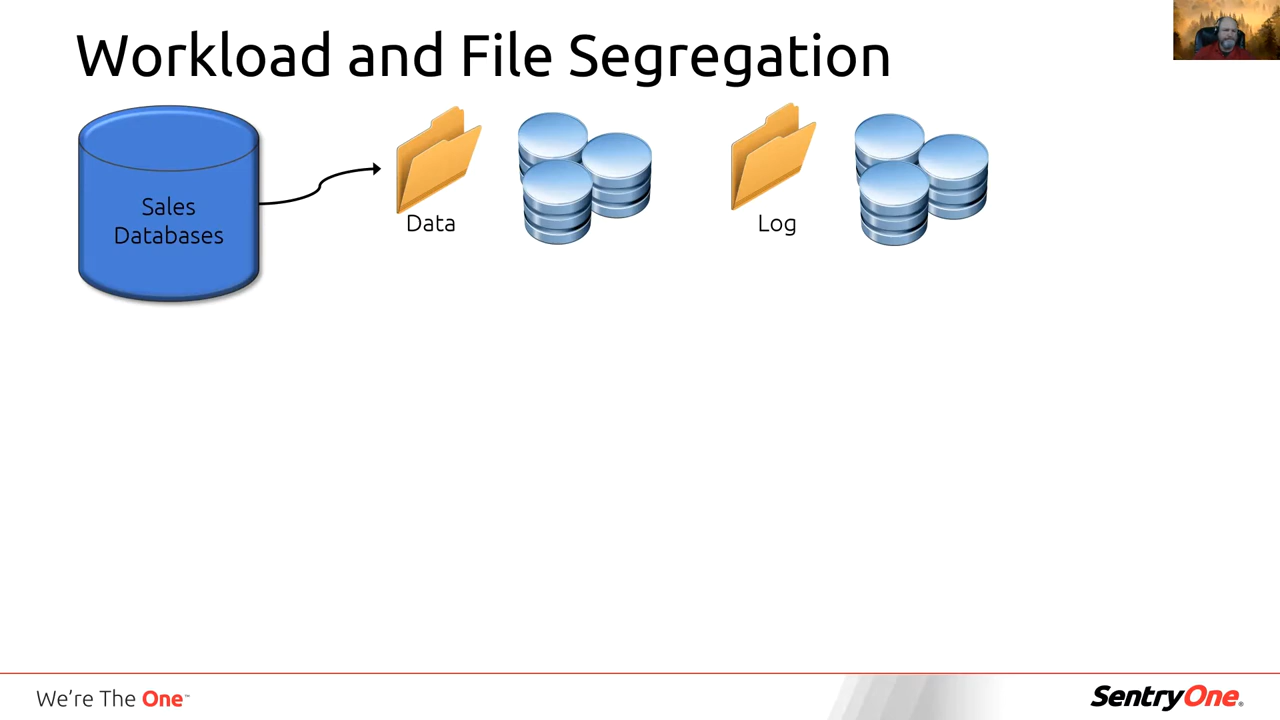 Workload and File Segregation
Sales
Databases
Data
Log
We're The One™
SentryOne®